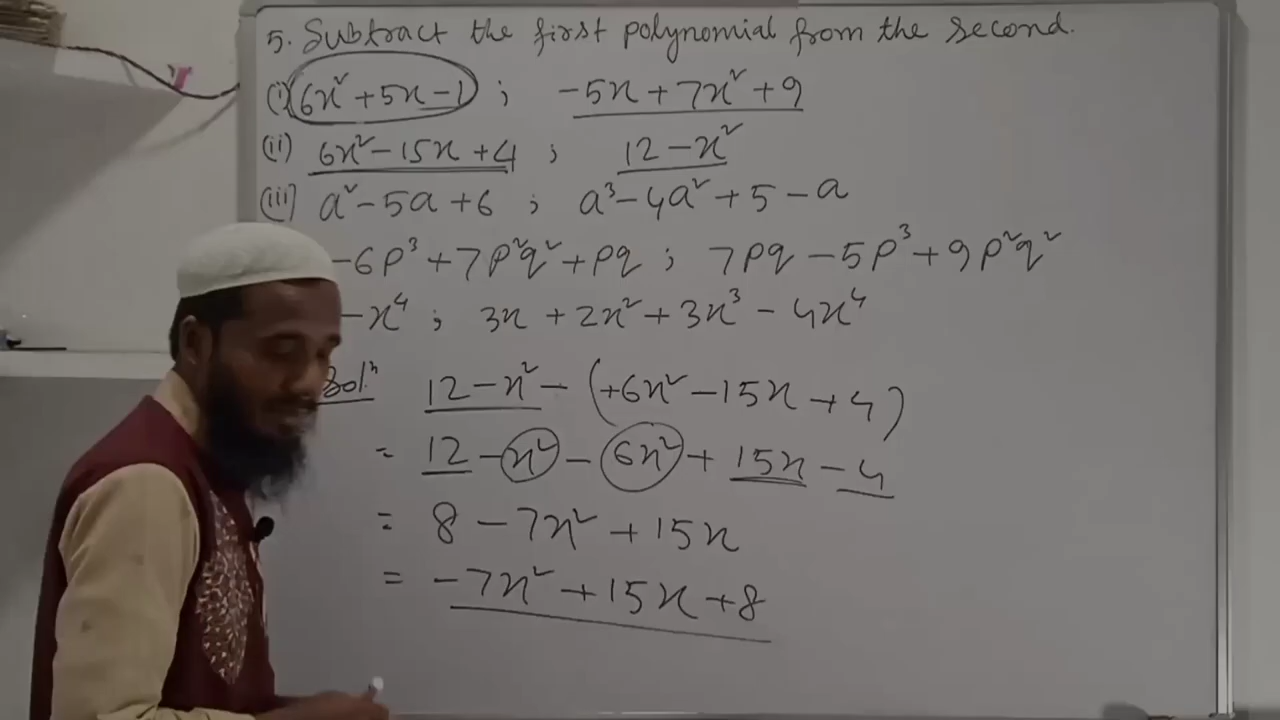 5. Subtract the first polynomial from the second.
(i) 6x² + 5x - 1 ; -5x + 7x² + 9
(ii) 6x² - 15x + 4 ; 12 - x²
(iii) a² - 5a + 6 ; a³ - 4a² + 5 - a
-6p³ + 7p²q² + pq ; 7pq - 5p³ + 9p²q²
- x⁴ ; 3x + 2x² + 3x³ - 4x⁴
Sol.ⁿ 12 - x² - (+6x² - 15x + 4)
= 12 - x² - 6x² + 15x - 4
= 8 - 7x² + 15x
= -7x² + 15x + 8